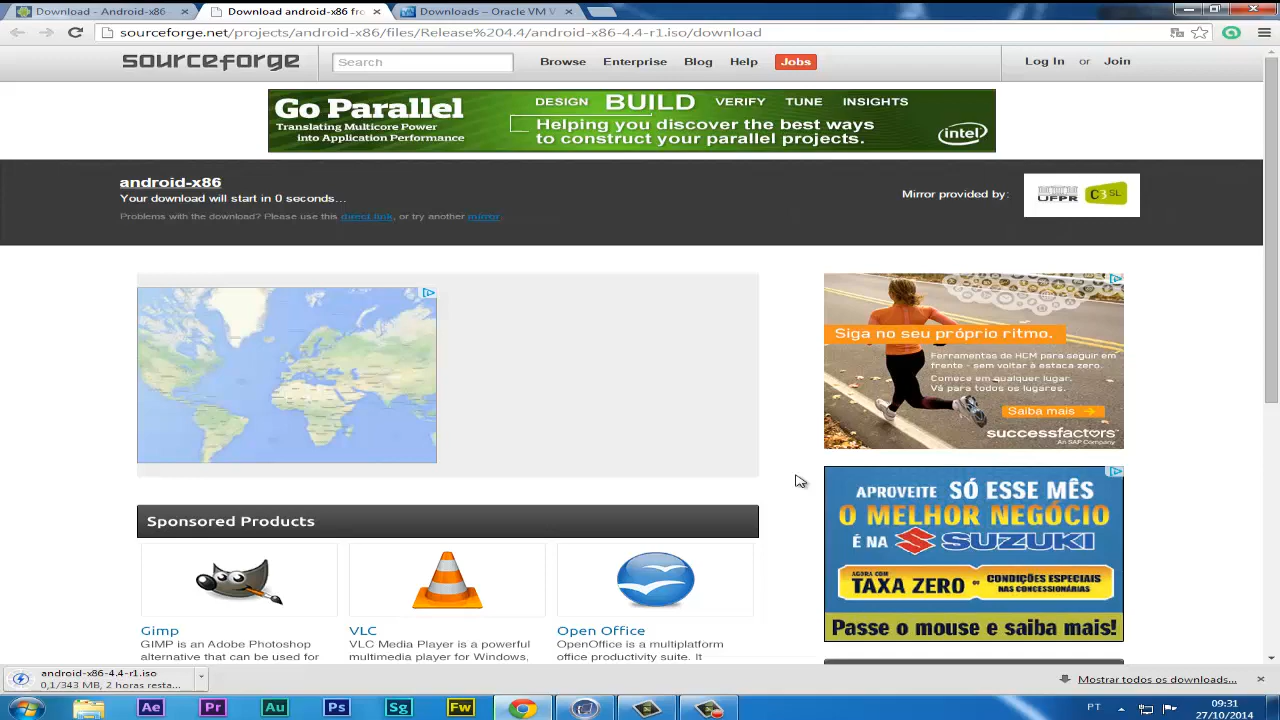 Download - Android-x86
Download android-x86 fro
Downloads – Oracle VM V
sourceforge.net/projects/android-x86/files/Release%204.4/android-x86-4.4-r1.iso/download
sourceforge
Search
Browse
Enterprise
Blog
Help
Jobs
Log In or Join
Go Parallel
Translating Multicore Power
into Application Performance
DESIGN BUILD VERIFY TUNE INSIGHTS
Helping you discover the best ways
to construct your parallel projects.
intel
android-x86
Your download will start in 0 seconds...
Problems with the download? Please use this direct link, or try another mirror.
Mirror provided by:
UFPR
C3SL
Siga no seu próprio ritmo.
Ferramentas de HCM para seguir em
frente - sem voltar à estaca zero.
Comece em qualquer lugar.
Vá para todos os lugares.
Saiba mais
successfactors™
An SAP Company
APROVEITE SÓ ESSE MÊS
O MELHOR NEGÓCIO
É NA SUZUKI
AGORA COM
TAXA ZERO
OU
CONDIÇÕES ESPECIAIS
NAS CONCESSIONÁRIAS
Passe o mouse e saiba mais!
Sponsored Products
Gimp
GIMP is an Adobe Photoshop
alternative that can be used for
VLC
VLC Media Player is a powerful
multimedia player for Windows,
Open Office
OpenOffice is a multiplatform
office productivity suite. It
android-x86-4.4-r1.iso
0,1/343 MB, 2 horas resta...
Mostrar todos os downloads...
Ae
Pr
Au
Ps
Sg
Fw
PT
09:31
27/10/2014